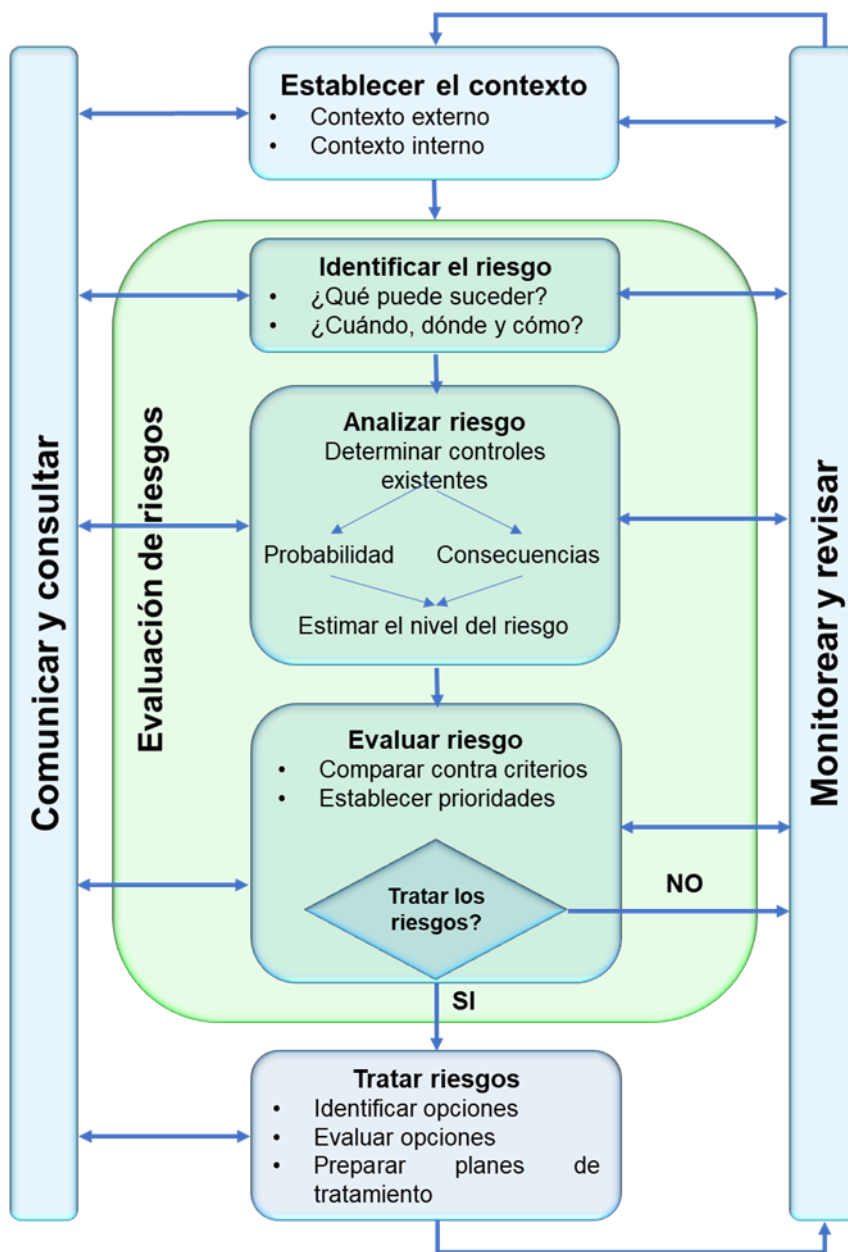 Comunicar y consultar
Establecer el contexto
• Contexto externo
• Contexto interno
Evaluación de riesgos
Identificar el riesgo
• ¿Qué puede suceder?
• ¿Cuándo, dónde y cómo?
Analizar riesgo
Determinar controles
existentes
Probabilidad
Consecuencias
Estimar el nivel del riesgo
Evaluar riesgo
• Comparar contra criterios
• Establecer prioridades
Tratar los
riesgos?
NO
SI
Tratar riesgos
• Identificar opciones
• Evaluar opciones
• Preparar planes de
tratamiento
Monitorear y revisar